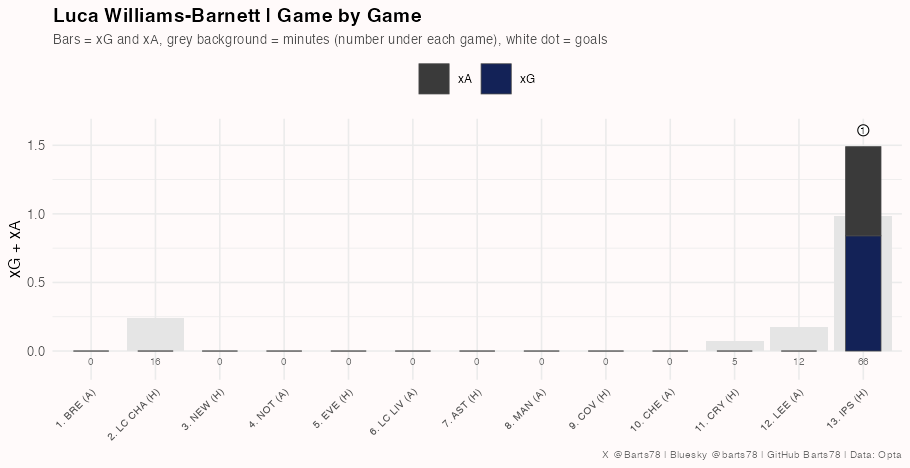 Luca Williams-Barnett | Game by Game
Bars = xG and xA, grey background = minutes (number under each game), white dot = goals
xA xG
1
1.5
1.0
0.5
0.0
xG + xA
0 16 0 0 0 0 0 0 0 0 5 12 66
1. BRE (A)
2. LC CHA (H)
3. NEW (H)
4. NOT (A)
5. EVE (H)
6. LC LIV (A)
7. AST (H)
8. MAN (A)
9. COV (H)
10. CHE (A)
11. CRY (H)
12. LEE (A)
13. IPS (H)
X @Barts78 | Bluesky @barts78 | GitHub Barts78 | Data: Opta